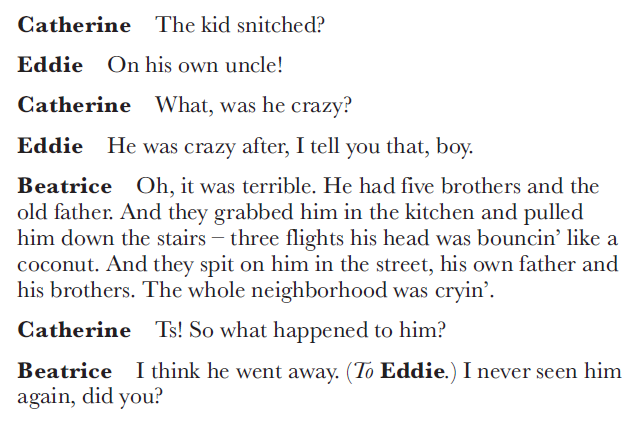 Catherine The kid snitched?
Eddie On his own uncle!
Catherine What, was he crazy?
Eddie He was crazy after, I tell you that, boy.
Beatrice Oh, it was terrible. He had five brothers and the
old father. And they grabbed him in the kitchen and pulled
him down the stairs – three flights his head was bouncin’ like a
coconut. And they spit on him in the street, his own father and
his brothers. The whole neighborhood was cryin’.
Catherine Ts! So what happened to him?
Beatrice I think he went away. (To Eddie.) I never seen him
again, did you?